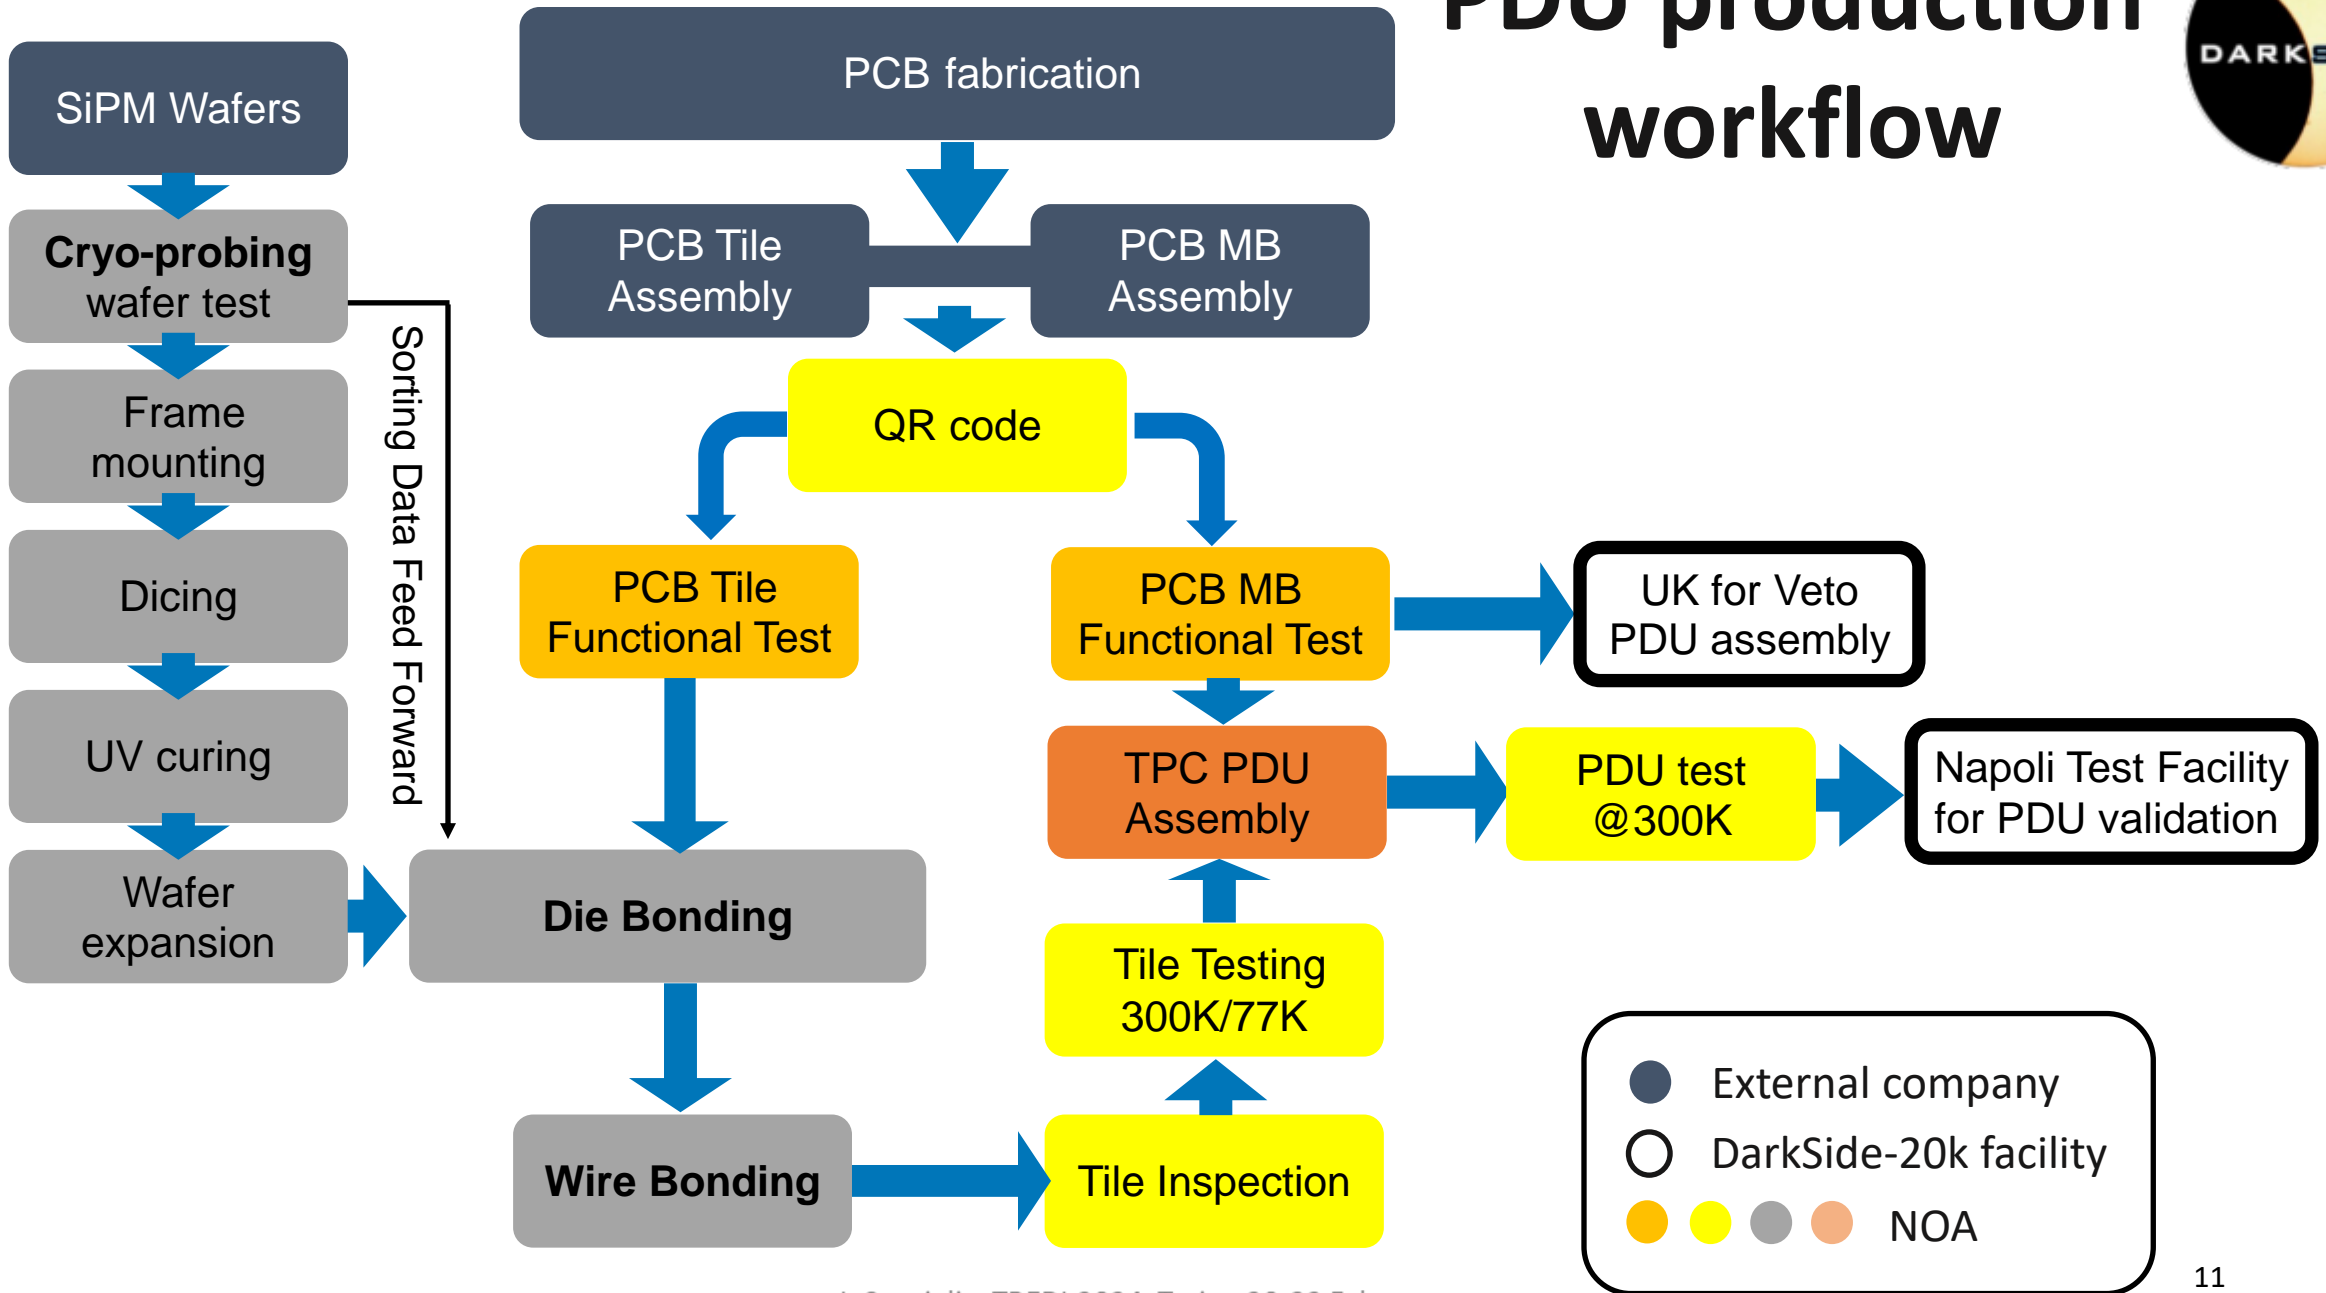 PDU production
workflow
DARKS
SiPM Wafers
Cryo-probing
wafer test
Frame
mounting
Dicing
UV curing
Wafer
expansion
Sorting Data Feed Forward
PCB fabrication
PCB Tile
Assembly
PCB MB
Assembly
QR code
PCB Tile
Functional Test
PCB MB
Functional Test
UK for Veto
PDU assembly
TPC PDU
Assembly
PDU test
@300K
Napoli Test Facility
for PDU validation
Die Bonding
Tile Testing
300K/77K
Wire Bonding
Tile Inspection
External company
DarkSide-20k facility
NOA
11